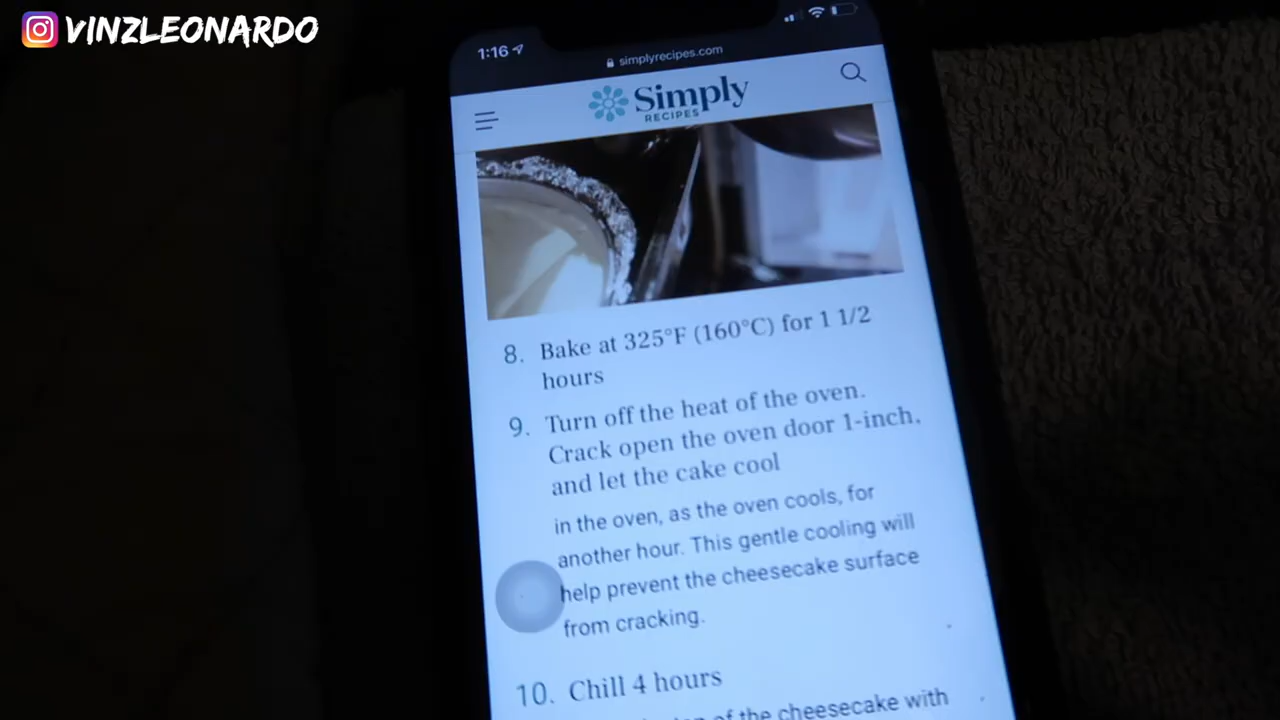 VINZLEONARDO
1:16
simplyrecipes.com
Simply
RECIPES
8. Bake at 325°F (160°C) for 1 1/2
hours
9. Turn off the heat of the oven.
Crack open the oven door 1-inch,
and let the cake cool
in the oven, as the oven cools, for
another hour. This gentle cooling will
help prevent the cheesecake surface
from cracking.
10. Chill 4 hours
of the cheesecake with